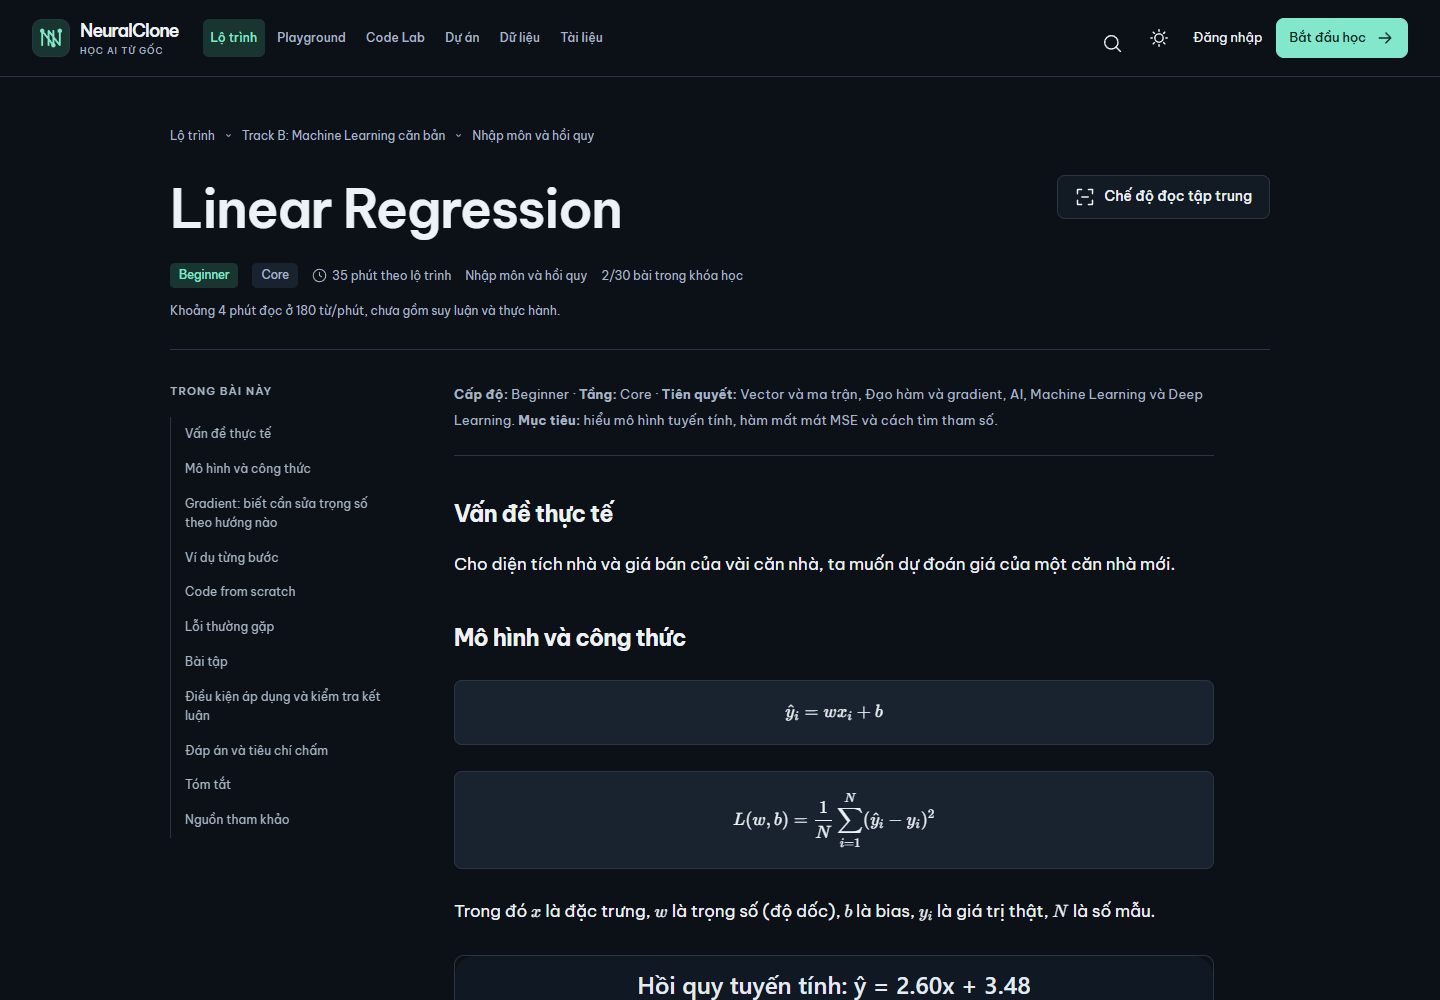 NeuralClone
HỌC AI TỪ GỐC
Lộ trình
Playground
Code Lab
Dự án
Dữ liệu
Tài liệu
Đăng nhập
Bắt đầu học
Lộ trình
Track B: Machine Learning căn bản
Nhập môn và hồi quy
Linear Regression
Chế độ đọc tập trung
Beginner
Core
35 phút theo lộ trình
Nhập môn và hồi quy
2/30 bài trong khóa học
Khoảng 4 phút đọc ở 180 từ/phút, chưa gồm suy luận và thực hành.
TRONG BÀI NÀY
Vấn đề thực tế
Mô hình và công thức
Gradient: biết cần sửa trọng số
theo hướng nào
Ví dụ từng bước
Code from scratch
Lỗi thường gặp
Bài tập
Điều kiện áp dụng và kiểm tra kết
luận
Đáp án và tiêu chí chấm
Tóm tắt
Nguồn tham khảo
Cấp độ: Beginner · Tầng: Core · Tiên quyết: Vector và ma trận, Đạo hàm và gradient, AI, Machine Learning và Deep
Learning. Mục tiêu: hiểu mô hình tuyến tính, hàm mất mát MSE và cách tìm tham số.
Vấn đề thực tế
Cho diện tích nhà và giá bán của vài căn nhà, ta muốn dự đoán giá của một căn nhà mới.
Mô hình và công thức
ŷᵢ = wxᵢ + b
L(w, b) = 1/N ∑ᵢ₌₁ᴺ (ŷᵢ − yᵢ)²
Trong đó x là đặc trưng, w là trọng số (độ dốc), b là bias, yᵢ là giá trị thật, N là số mẫu.
Hồi quy tuyến tính: ŷ = 2.60x + 3.48